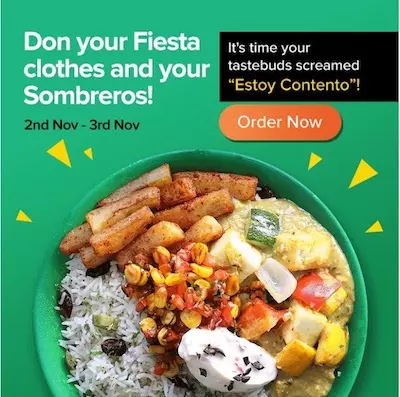 Don your Fiesta
clothes and your
Sombreros!
2nd Nov - 3rd Nov
It's time your
tastebuds screamed
“Estoy Contento”!
Order Now